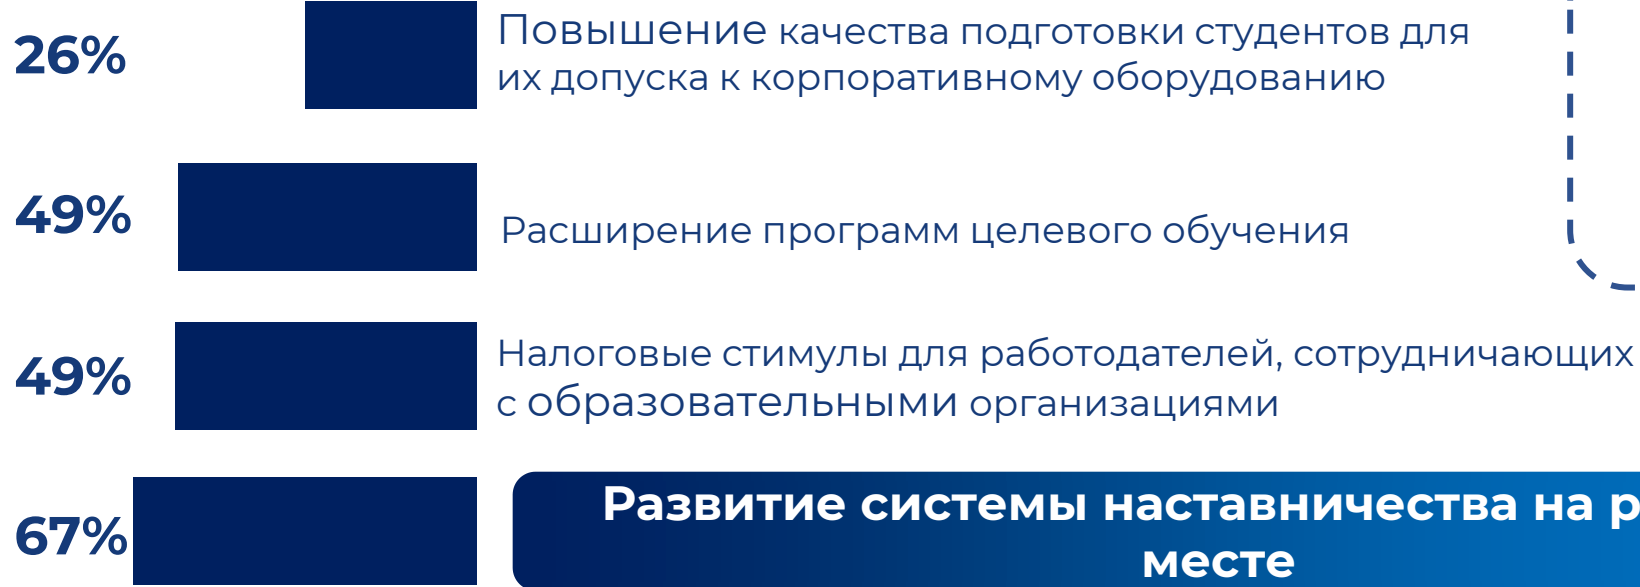 26%
Повышение качества подготовки студентов для
их допуска к корпоративному оборудованию
49%
Расширение программ целевого обучения
49%
Налоговые стимулы для работодателей, сотрудничающих
с образовательными организациями
67%
Развитие системы наставничества на
месте